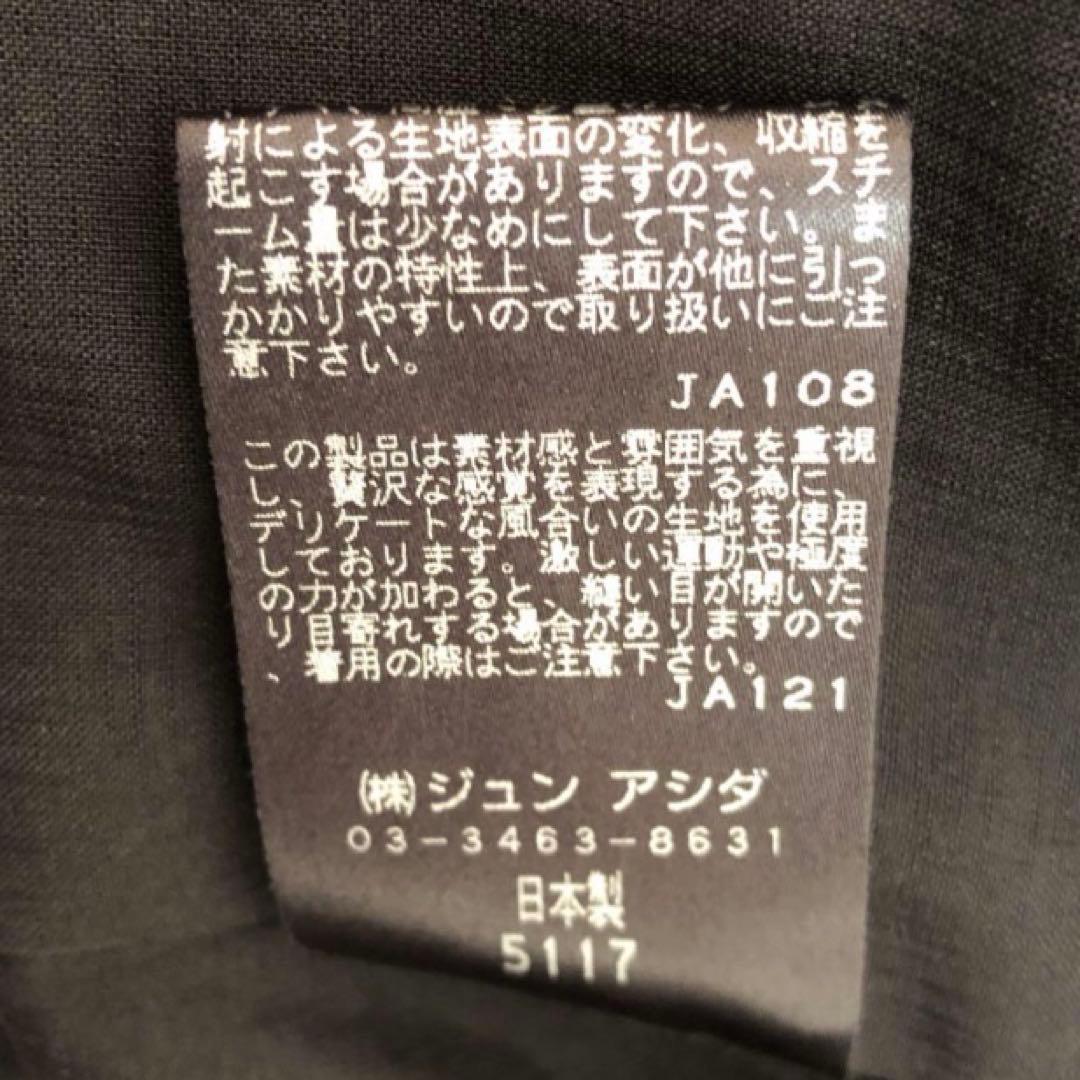 射による生地表面の変化、収縮を
起こす場合がありますので、スチ
ーム量は少なめにして下さい。ま
た素材の特性上、表面が他に引っ
かかりやすいので取り扱いにご注
意下さい。
JA108
この製品は素材感と雰囲気を重視
し、贅沢な感覚を表現する為に、
デリケートな風合いの生地を使用
しております。激しい運動や極度
の力が加わると、縫い目が開いた
り目寄れする場合がありますので
、着用の際はご注意下さい。
JA121
㈱ジュン アシダ
03-3463-8631
日本製
5117